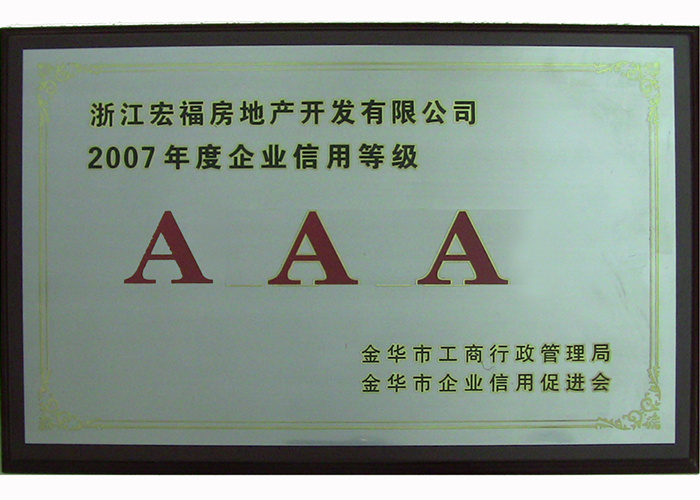 浙江宏福房地产开发有限公司
2007年度企业信用等级
A A A
金华市工商行政管理局
金华市企业信用促进会